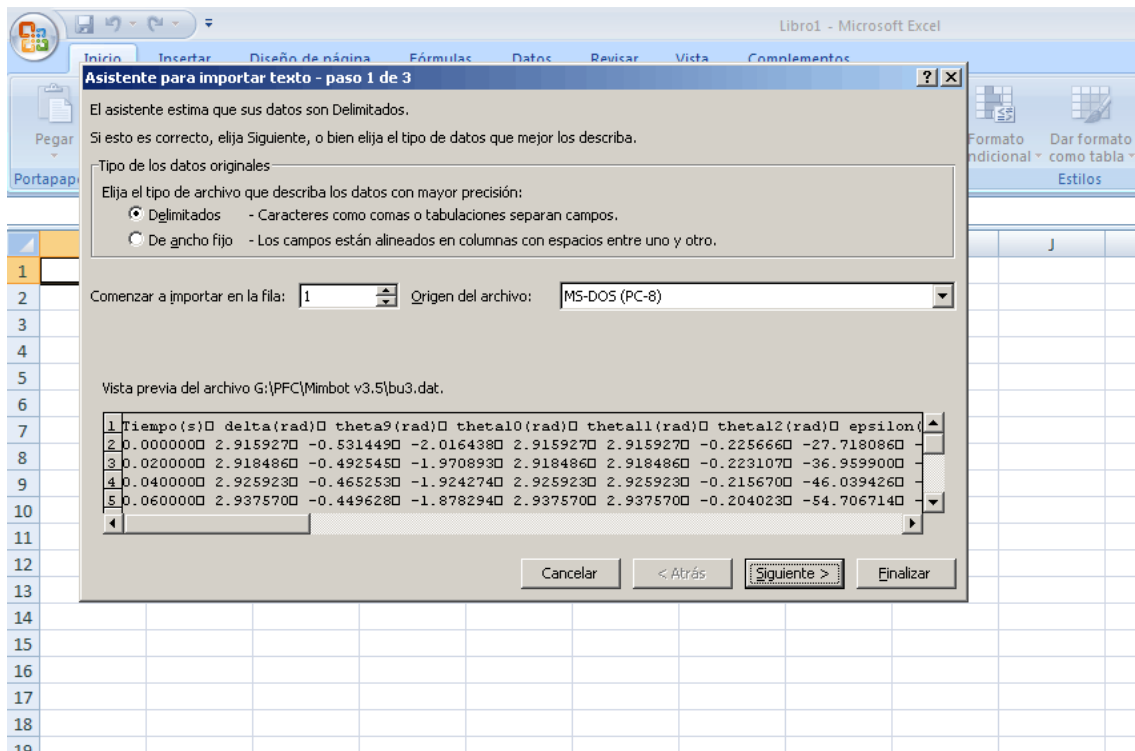 Libro1 - Microsoft Excel
Inicio Insertar Diseño de página Fórmulas Datos Revisar Vista Complementos
Asistente para importar texto - paso 1 de 3
El asistente estima que sus datos son Delimitados.
Si esto es correcto, elija Siguiente, o bien elija el tipo de datos que mejor los describa.
Tipo de los datos originales
Elija el tipo de archivo que describa los datos con mayor precisión:
Delimitados - Caracteres como comas o tabulaciones separan campos.
De ancho fijo - Los campos están alineados en columnas con espacios entre uno y otro.
Comenzar a importar en la fila: 1 Origen del archivo: MS-DOS (PC-8)
Vista previa del archivo G:\PFC\Mimbot v3.5\bu3.dat.
1 Tiempo(s)□ delta(rad)□ theta9(rad)□ theta10(rad)□ theta11(rad)□ theta12(rad)□ epsilon(
2 0.000000□ 2.915927□ -0.531449□ -2.016438□ 2.915927□ 2.915927□ -0.225666□ -27.718086□ -
3 0.020000□ 2.918486□ -0.492545□ -1.970893□ 2.918486□ 2.918486□ -0.223107□ -36.959900□ -
4 0.040000□ 2.925923□ -0.465253□ -1.924274□ 2.925923□ 2.925923□ -0.215670□ -46.039426□ -
5 0.060000□ 2.937570□ -0.449628□ -1.878294□ 2.937570□ 2.937570□ -0.204023□ -54.706714□ -
Cancelar < Atrás Siguiente > Finalizar
Pegar
Portapap
Formato
ndicional
Dar formato
como tabla
Estilos
J
1
2
3
4
5
6
7
8
9
10
11
12
13
14
15
16
17
18
19